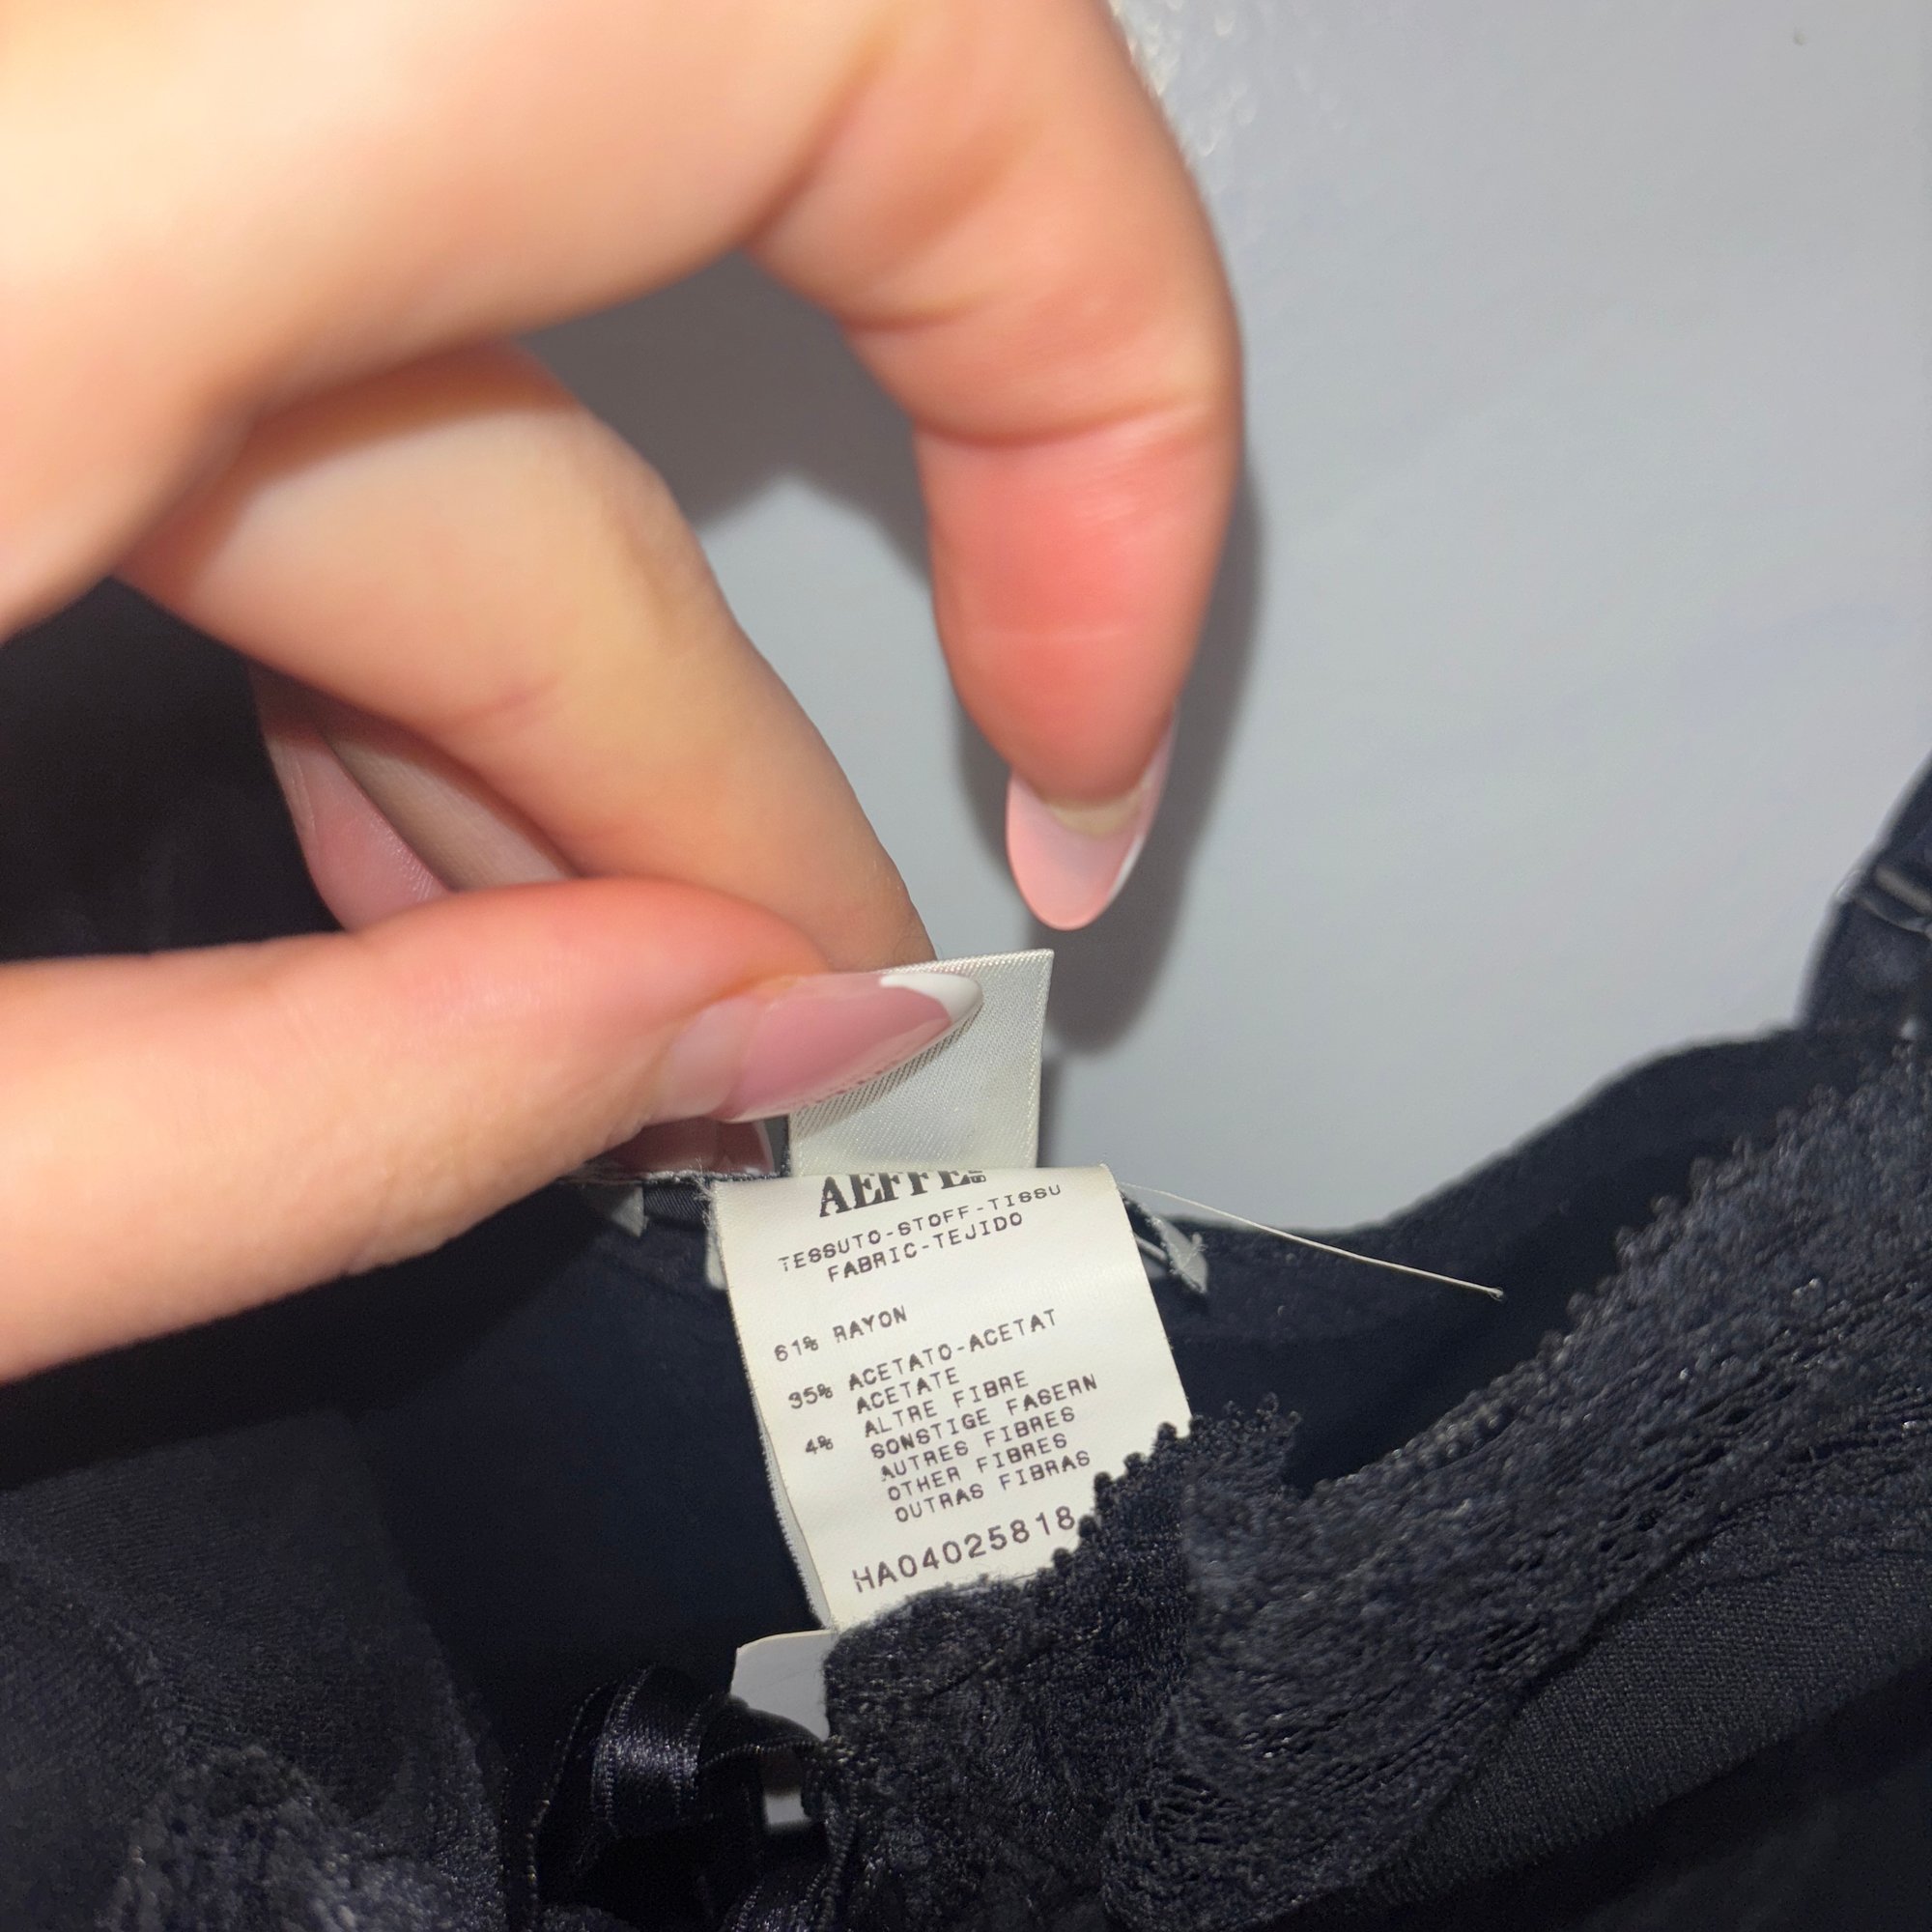 AEFFE
TESSUTO-STOFF-TISSU
FABRIC-TEJIDO
61% RAYON
35% ACETATO-ACETAT
ACETATE
4% ALTRE FIBRE
SONSTIGE FASERN
AUTRES FIBRES
OTHER FIBRES
OUTRAS FIBRAS
HA04025818